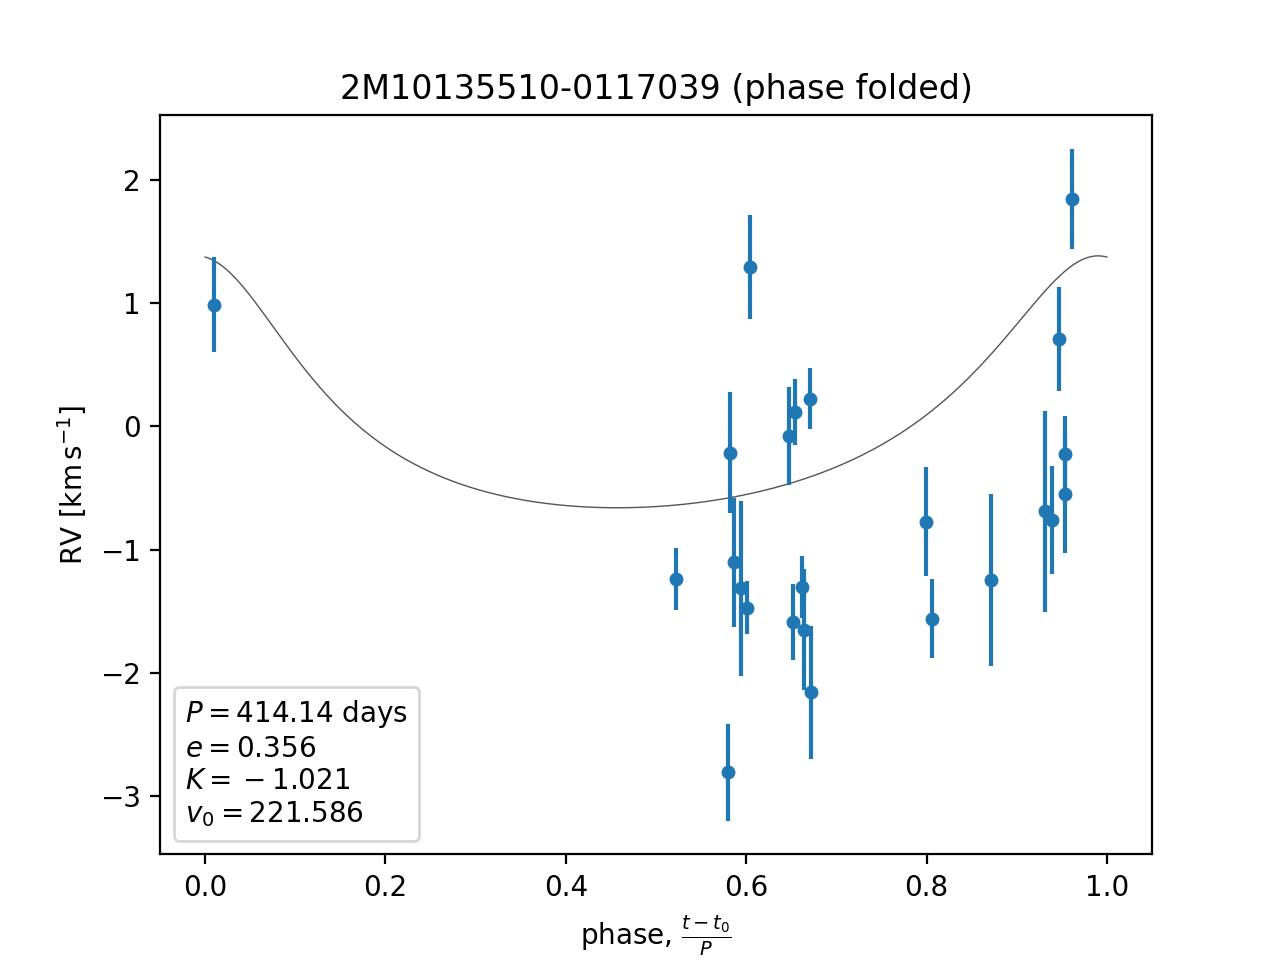 2M10135510-0117039 (phase folded)
RV [km s⁻¹]
2
1
0
−1
−2
−3
P = 414.14 days
e = 0.356
K = −1.021
v₀ = 221.586
0.0 0.2 0.4 0.6 0.8 1.0
phase, (t − t₀)/P